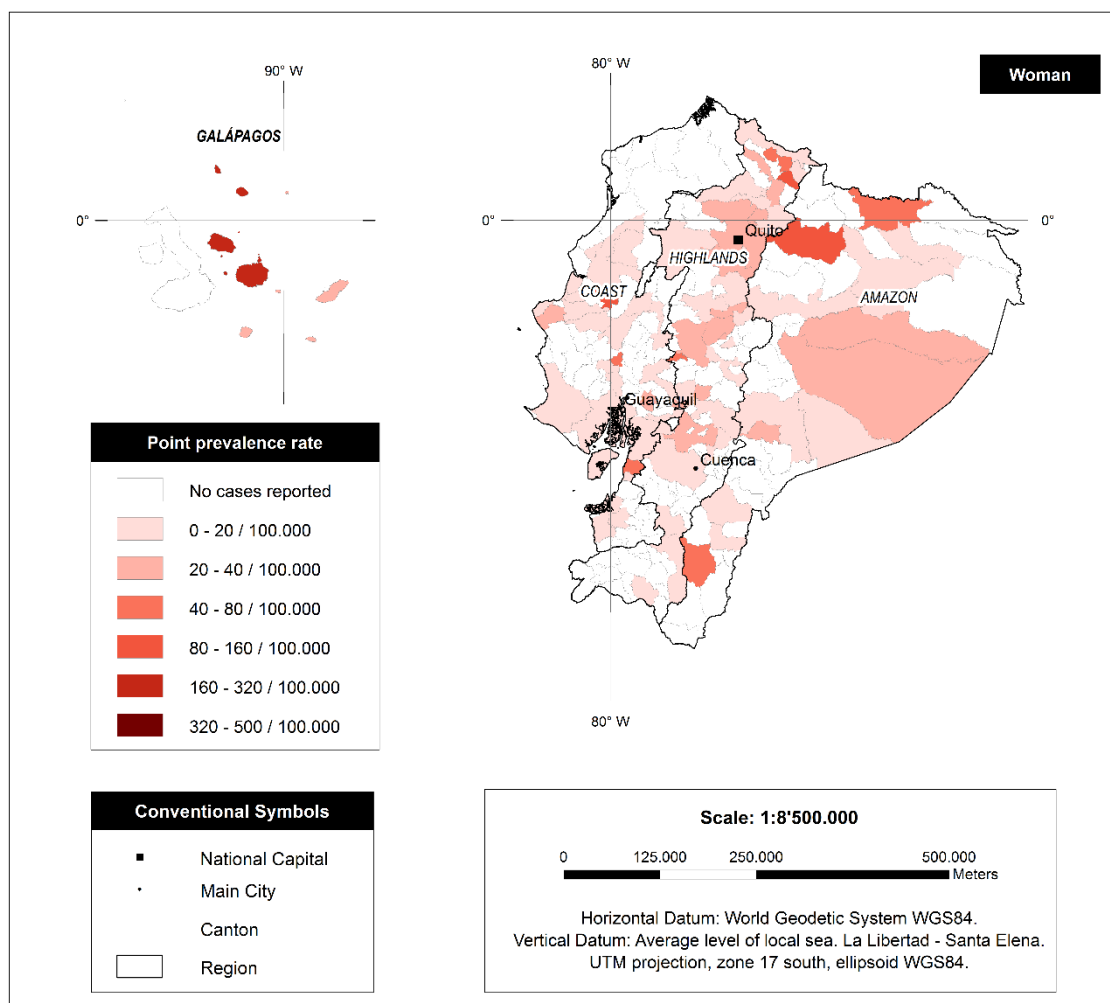 90° W
80° W
Woman
GALÁPAGOS
0°
0°
Quito
HIGHLANDS
COAST
AMAZON
Guayaquil
Cuenca
80° W
Point prevalence rate
No cases reported
0 - 20 / 100.000
20 - 40 / 100.000
40 - 80 / 100.000
80 - 160 / 100.000
160 - 320 / 100.000
320 - 500 / 100.000
Conventional Symbols
National Capital
Main City
Canton
Region
Scale: 1:8'500.000
0 125.000 250.000 500.000
Meters
Horizontal Datum: World Geodetic System WGS84.
Vertical Datum: Average level of local sea. La Libertad - Santa Elena.
UTM projection, zone 17 south, ellipsoid WGS84.